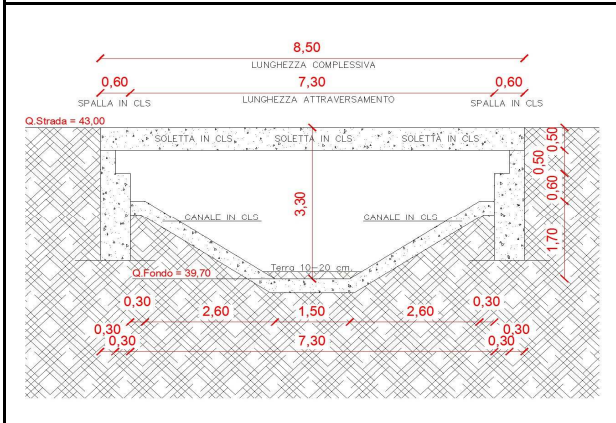 8,50
LUNGHEZZA COMPLESSIVA
0,60 7,30 0,60
SPALLA IN CLS LUNGHEZZA ATTRAVERSAMENTO SPALLA IN CLS
Q.Strada = 43,00
SOLETTA IN CLS SOLETTA IN CLS SOLETTA IN CLS
0,50
0,50
0,60
3,30
1,70
CANALE IN CLS CANALE IN CLS
Terra 10-20 cm.
Q.Fondo = 39,70
0,30 2,60 1,50 2,60 0,30
0,30 0,30
0,30 7,30 0,30